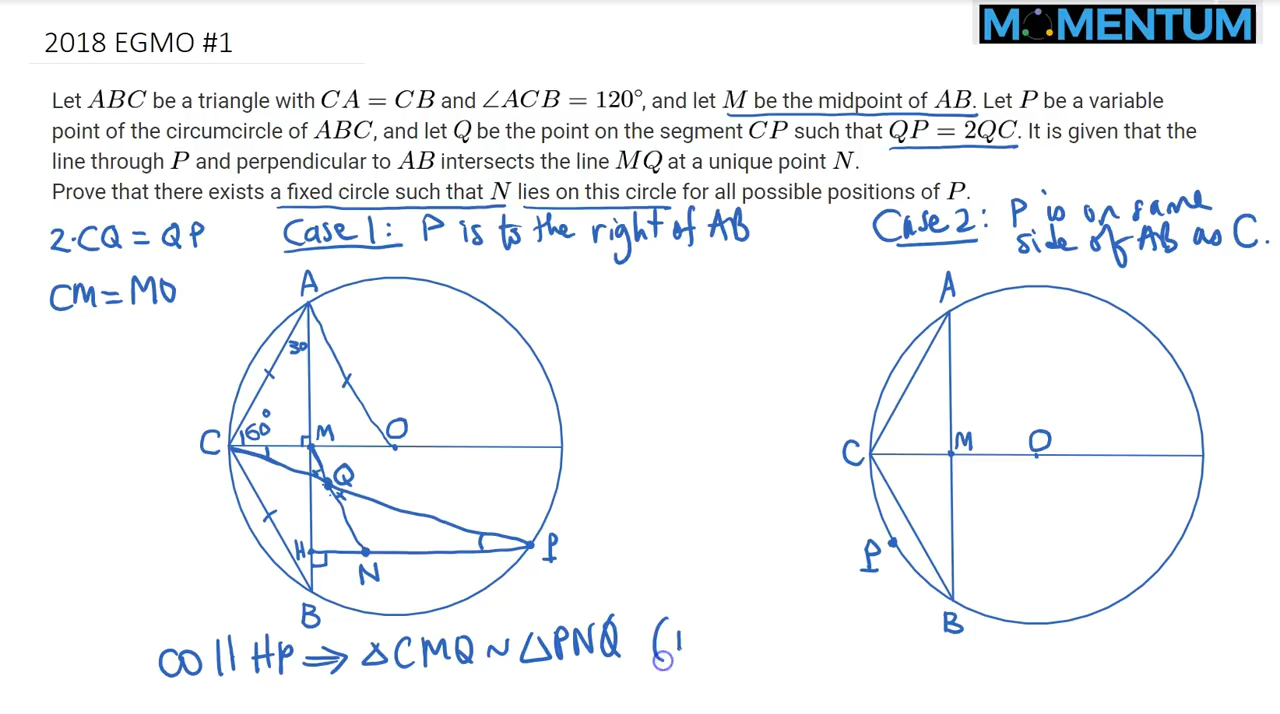 MOMENTUM
2018 EGMO #1
Let ABC be a triangle with CA = CB and ∠ACB = 120°, and let M be the midpoint of AB. Let P be a variable
point of the circumcircle of ABC, and let Q be the point on the segment CP such that QP = 2QC. It is given that the
line through P and perpendicular to AB intersects the line MQ at a unique point N.
Prove that there exists a fixed circle such that N lies on this circle for all possible positions of P.
2·CQ = QP
CM = MO
Case 1: P is to the right of AB
Case 2: P is on same
side of AB as C.
A
30
C
60°
M
O
Q
H
N
P
B
A
C
M
O
P
B
CO || HP ⇒ △CMQ ~ △PNQ